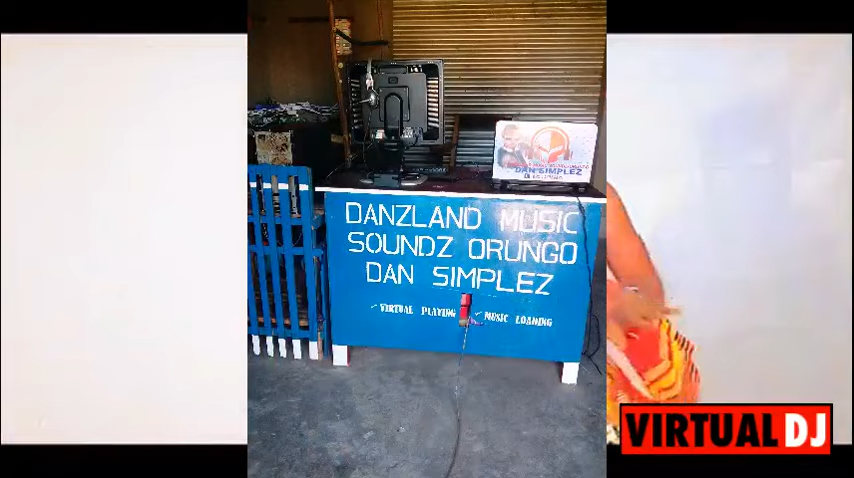 DAN SIMPLEZ
DANZLAND MUSIC
SOUNDZ ORUNGO
DAN SIMPLEZ
VIRTUAL PLAYING MUSIC LOADING
VIRTUAL DJ